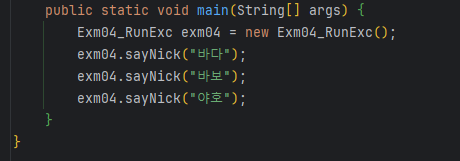 public static void main(String[] args) {
Exm04_RunExc exm04 = new Exm04_RunExc();
exm04.sayNick("바다");
exm04.sayNick("바보");
exm04.sayNick("야호");
}
}